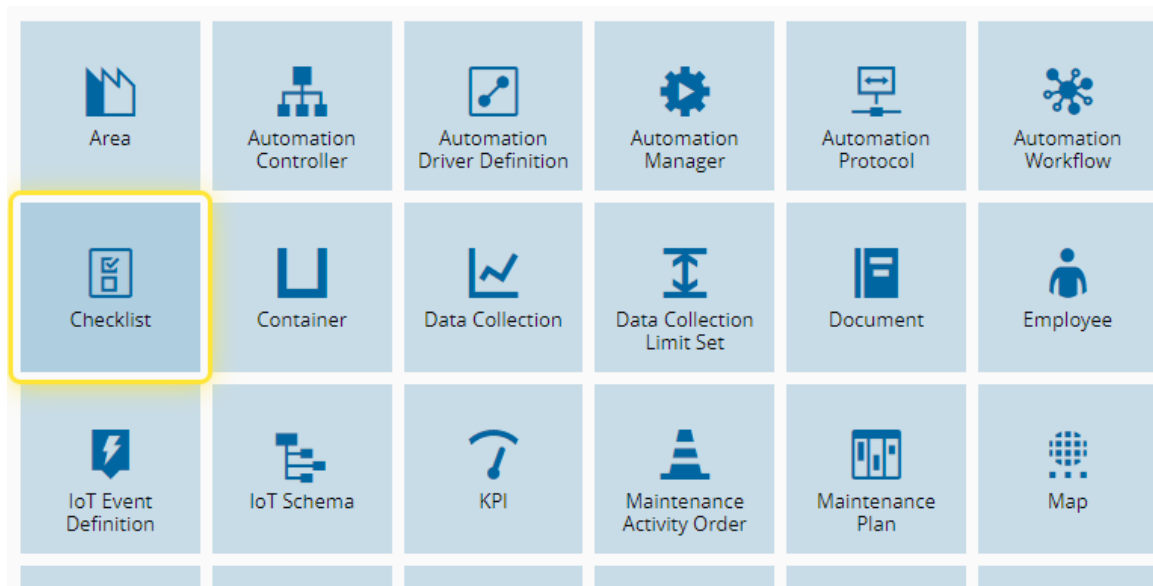 Area
Automation
Controller
Automation
Driver Definition
Automation
Manager
Automation
Protocol
Automation
Workflow
Checklist
Container
Data Collection
Data Collection
Limit Set
Document
Employee
IoT Event
Definition
IoT Schema
KPI
Maintenance
Activity Order
Maintenance
Plan
Map